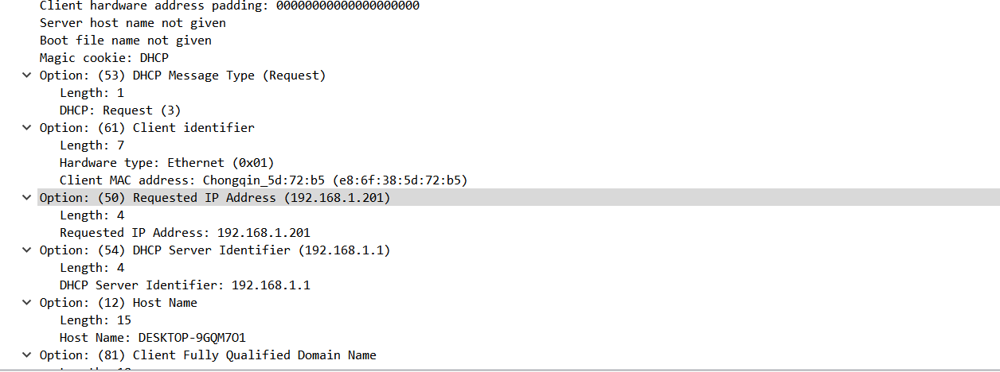 Client hardware address padding: 00000000000000000000
Server host name not given
Boot file name not given
Magic cookie: DHCP
Option: (53) DHCP Message Type (Request)
Length: 1
DHCP: Request (3)
Option: (61) Client identifier
Length: 7
Hardware type: Ethernet (0x01)
Client MAC address: Chongqin_5d:72:b5 (e8:6f:38:5d:72:b5)
Option: (50) Requested IP Address (192.168.1.201)
Length: 4
Requested IP Address: 192.168.1.201
Option: (54) DHCP Server Identifier (192.168.1.1)
Length: 4
DHCP Server Identifier: 192.168.1.1
Option: (12) Host Name
Length: 15
Host Name: DESKTOP-9GQM7O1
Option: (81) Client Fully Qualified Domain Name